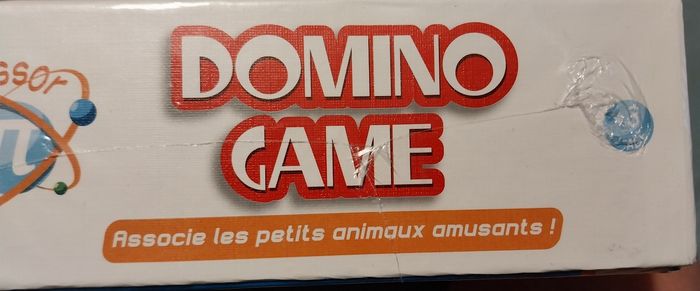 DOMINO
GAME
Associe les petits animaux amusants !